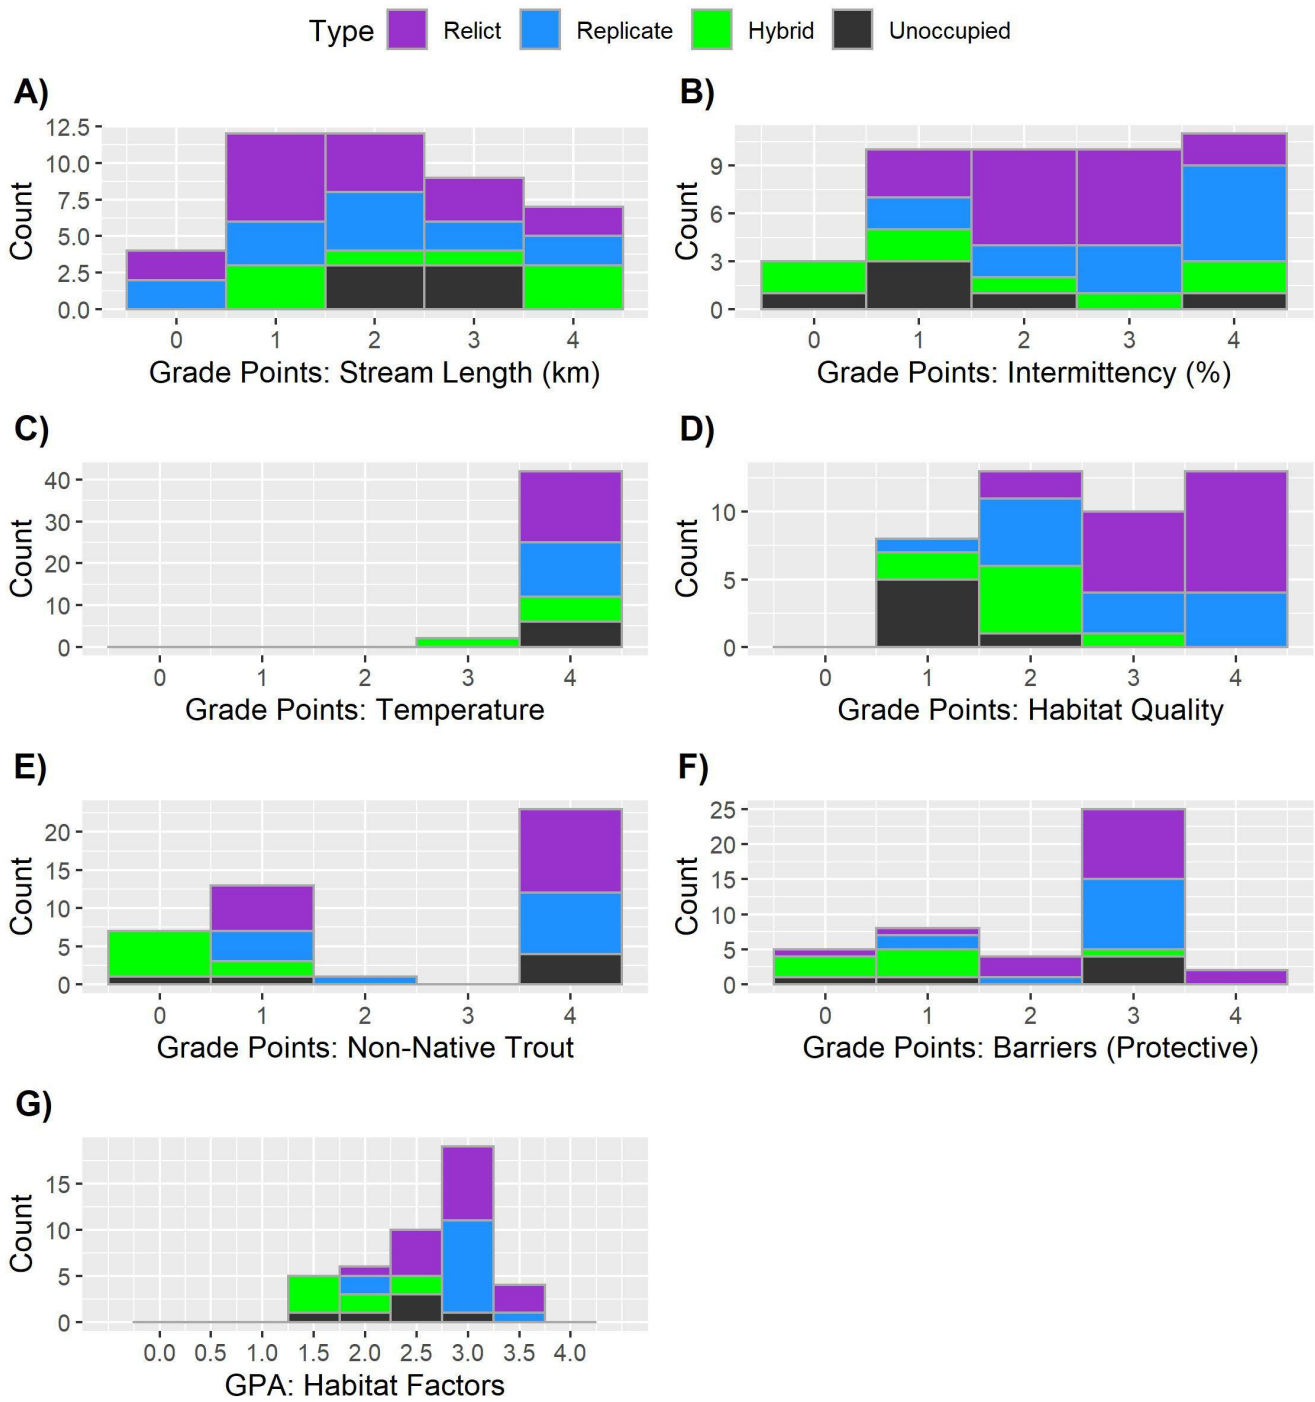 Type Relict Replicate Hybrid Unoccupied
A)
12.5
10.0
7.5
5.0
2.5
0.0
Count
0 1 2 3 4
Grade Points: Stream Length (km)
B)
9
6
3
0
Count
0 1 2 3 4
Grade Points: Intermittency (%)
C)
40
30
20
10
0
Count
0 1 2 3 4
Grade Points: Temperature
D)
10
5
0
Count
0 1 2 3 4
Grade Points: Habitat Quality
E)
20
15
10
5
0
Count
0 1 2 3 4
Grade Points: Non-Native Trout
F)
25
20
15
10
5
0
Count
0 1 2 3 4
Grade Points: Barriers (Protective)
G)
15
10
5
0
Count
0.0 0.5 1.0 1.5 2.0 2.5 3.0 3.5 4.0
GPA: Habitat Factors